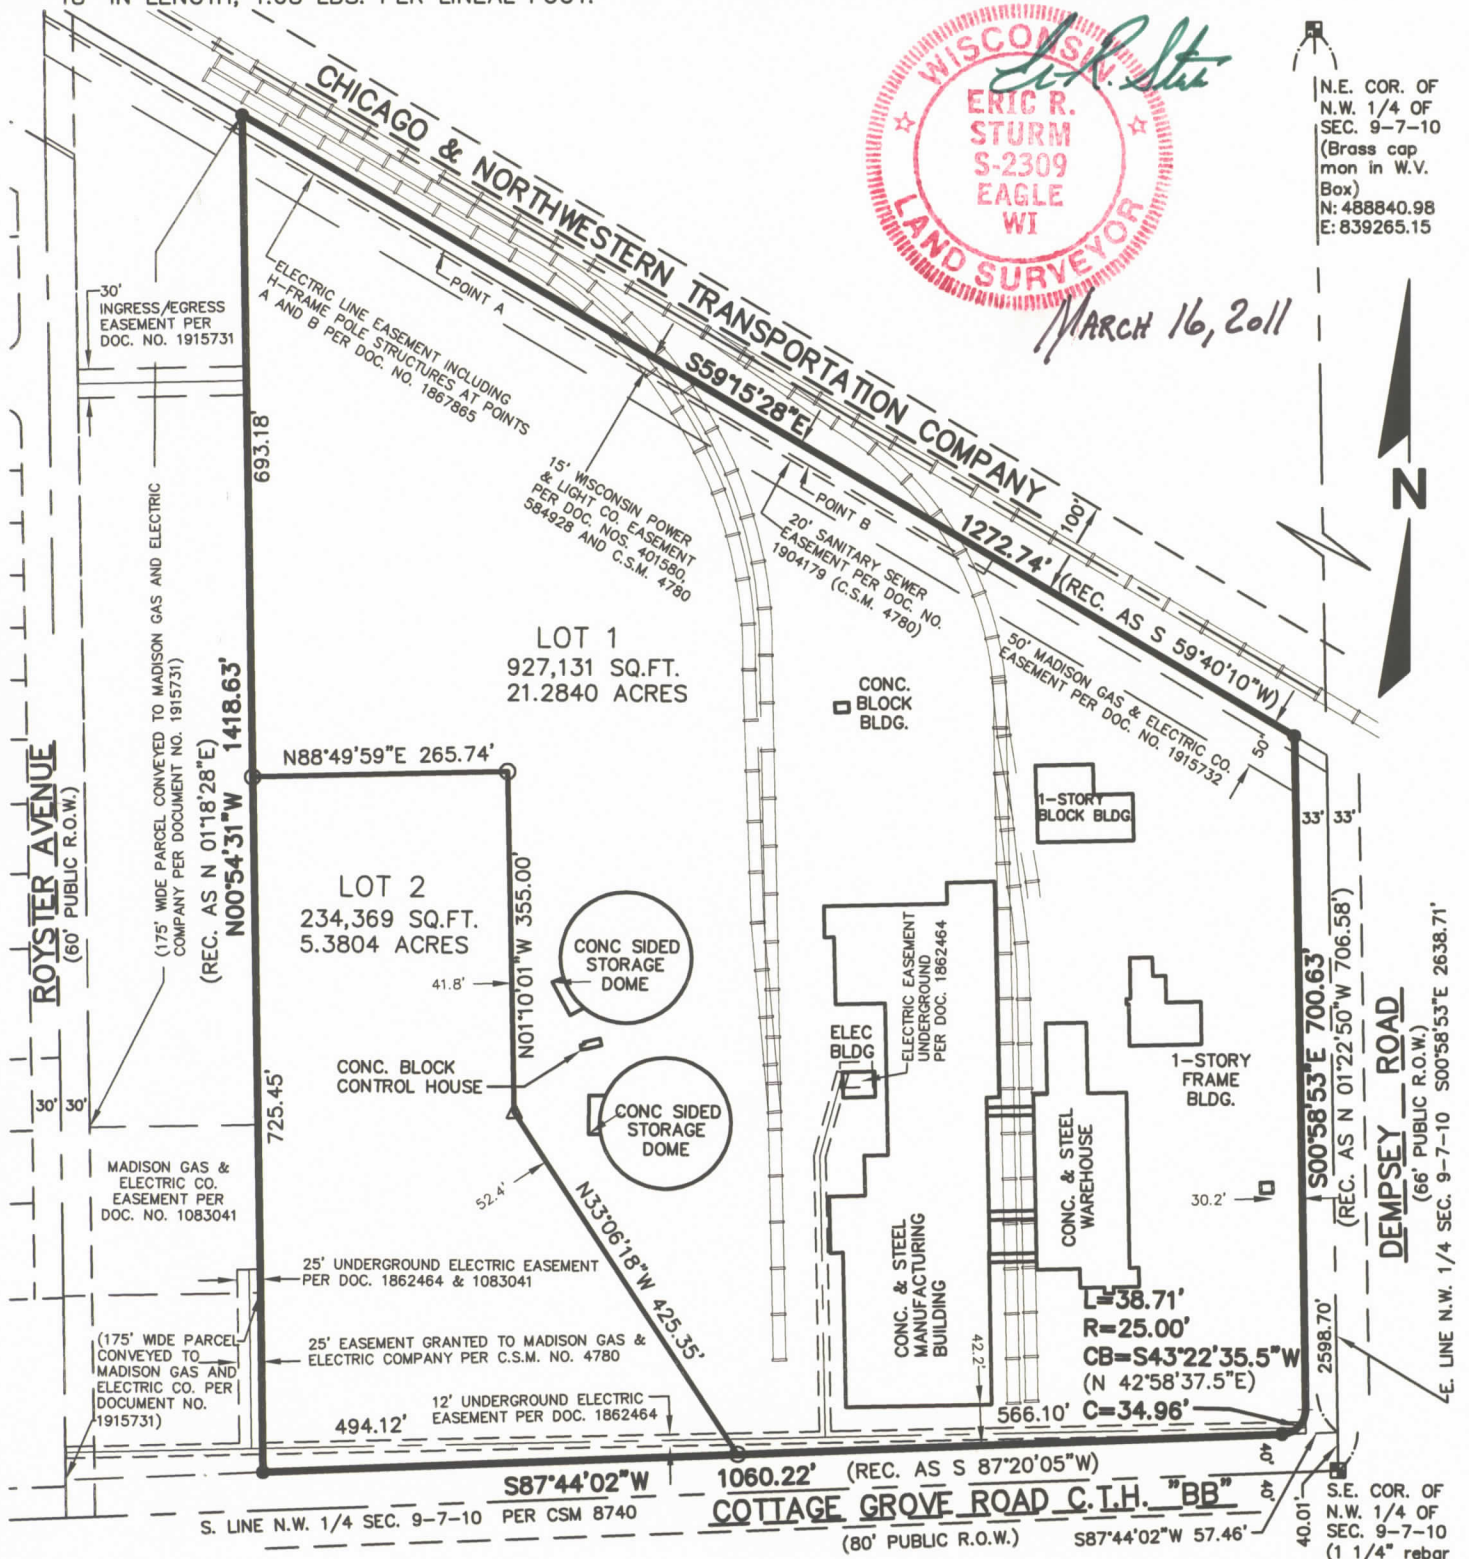 18" IN LENGTH, 4.
LBS. PER LINEAL FOOT.
WISCONSIN
ERIC R.
STURM
S-2309
EAGLE
WI
LAND SURVEYOR
MARCH 16, 2011
N.E. COR. OF
N.W. 1/4 OF
SEC. 9-7-10
(Brass cap
mon in W.V.
Box)
N: 488840.98
E: 839265.15
N
CHICAGO & NORTHWESTERN TRANSPORTATION COMPANY
30'
INGRESS/EGRESS
EASEMENT PER
DOC. NO. 1915731
ELECTRIC LINE EASEMENT INCLUDING
H-FRAME POLE STRUCTURES AT POINTS
A AND B PER DOC. NO. 1867865
POINT A
S59°15'28"E
1272.74'
(REC. AS S 59°40'10"W)
100'
15' WISCONSIN POWER
& LIGHT CO. EASEMENT
PER DOC. NOS. 401580,
584928 AND C.S.M. 4780
POINT B
20' SANITARY SEWER
EASEMENT PER DOC. NO.
1904179 (C.S.M. 4780)
50' MADISON GAS & ELECTRIC CO.
EASEMENT PER DOC. NO. 1915732
50'
693.18'
(175' WIDE PARCEL CONVEYED TO MADISON GAS AND ELECTRIC
COMPANY PER DOCUMENT NO. 1915731)
(REC. AS N 01°18'28"E)
N00°54'31"W 1418.63'
ROYSTER AVENUE
(60' PUBLIC R.O.W.)
LOT 1
927,131 SQ.FT.
21.2840 ACRES
CONC.
BLOCK
BLDG.
N88°49'59"E 265.74'
1-STORY
BLOCK BLDG.
33'
33'
LOT 2
234,369 SQ.FT.
5.3804 ACRES
N01°10'01"W 355.00'
41.8'
CONC SIDED
STORAGE
DOME
CONC. BLOCK
CONTROL HOUSE
CONC SIDED
STORAGE
DOME
ELEC
BLDG
ELECTRIC EASEMENT
UNDERGROUND
PER DOC. 1862464
1-STORY
FRAME
BLDG.
S00°58'53"E 700.63'
(REC. AS N 01°22'50"W 706.58')
DEMPSEY ROAD
(66' PUBLIC R.O.W.)
E. LINE N.W. 1/4 SEC. 9-7-10 S00°58'53"E 2638.71'
30'
30'
725.45'
MADISON GAS &
ELECTRIC CO.
EASEMENT PER
DOC. NO. 1083041
52.4'
N33°06'18"W 425.35'
CONC. & STEEL
WAREHOUSE
30.2'
CONC. & STEEL
MANUFACTURING
BUILDING
25' UNDERGROUND ELECTRIC EASEMENT
PER DOC. 1862464 & 1083041
(175' WIDE PARCEL
CONVEYED TO
MADISON GAS AND
ELECTRIC CO. PER
DOCUMENT NO.
1915731)
25' EASEMENT GRANTED TO MADISON GAS &
ELECTRIC COMPANY PER C.S.M. NO. 4780
12' UNDERGROUND ELECTRIC
EASEMENT PER DOC. 1862464
494.12'
42.2'
L=38.71'
R=25.00'
CB=S43°22'35.5"W
(N 42°58'37.5"E)
C=34.96'
566.10'
2598.70'
40'
40'
S87°44'02"W 1060.22' (REC. AS S 87°20'05"W)
S. LINE N.W. 1/4 SEC. 9-7-10 PER CSM 8740
COTTAGE GROVE ROAD C.T.H. "BB"
(80' PUBLIC R.O.W.)
S87°44'02"W 57.46'
40.01'
S.E. COR. OF
N.W. 1/4 OF
SEC. 9-7-10
(1 1/4" rebar